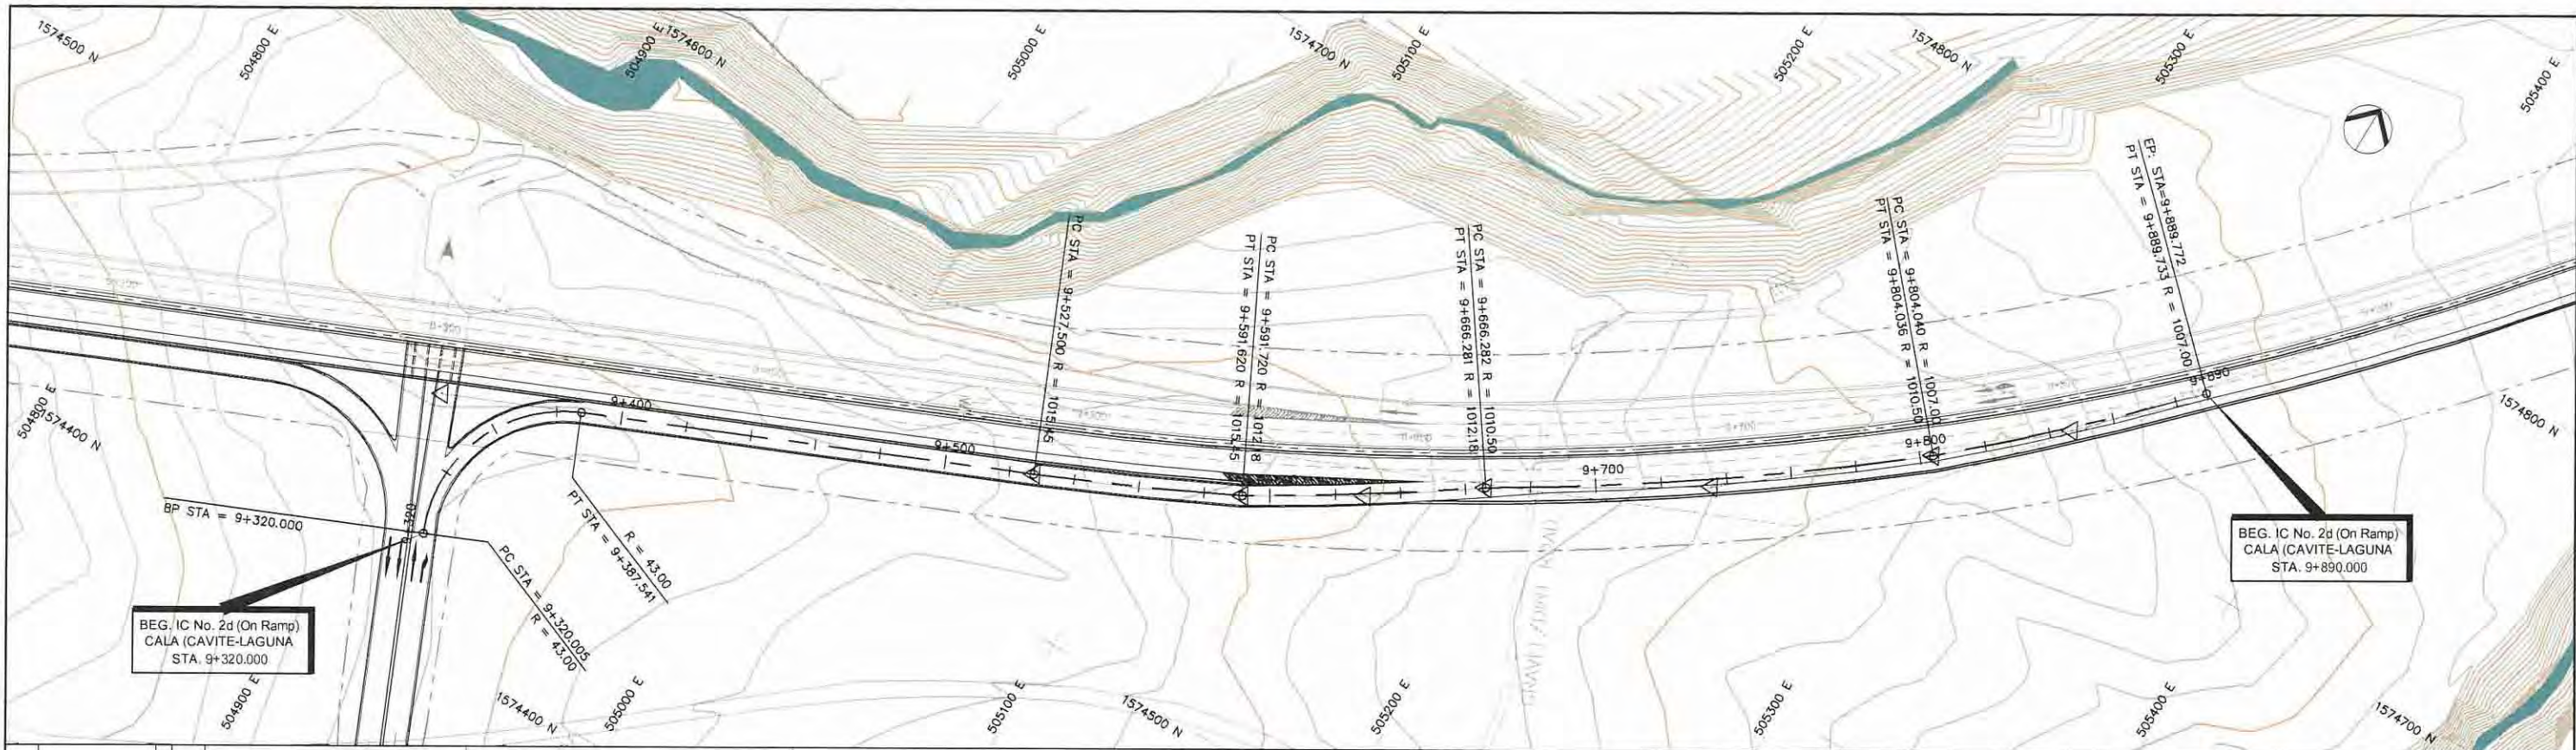 1574500 N
504800 E
504900 E
1574600 N
505000 E
1574700 N
505100 E
505200 E
1574800 N
505300 E
505400 E
EP: STA=9+889.772
PT STA = 9+889.733 R = 1007.00
PC STA = 9+804.040 R = 1007.00
PT STA = 9+804.036 R = 1010.50
PC STA = 9+666.282 R = 1010.50
PT STA = 9+666.281 R = 1012.18
PC STA = 9+591.720 R = 1012.18
PT STA = 9+591.620 R = 1015.45
PC STA = 9+527.500 R = 1015.45
504800 E
1574400 N
9+400
9+500
9+700
9+800
9+890
1574800 N
BP STA = 9+320.000
9+320
R = 43.00
PT STA = 9+387.541
PC STA = 9+320.005
R = 43.00
BEG. IC No. 2d (On Ramp)
CALA (CAVITE-LAGUNA
STA. 9+320.000
BEG. IC No. 2d (On Ramp)
CALA (CAVITE-LAGUNA
STA. 9+890.000
504900 E
1574400 N
505000 E
505100 E
1574500 N
505200 E
505300 E
505400 E
1574700 N